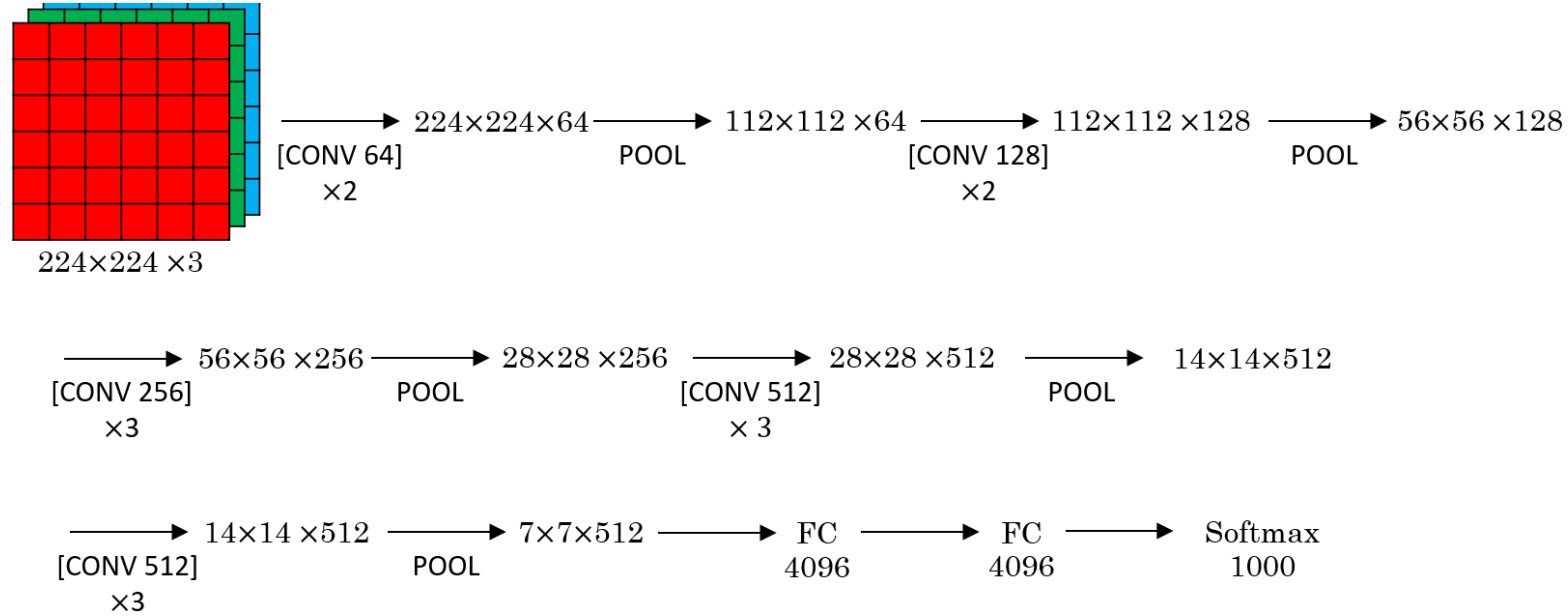 224×224×64 112×112 ×64 112×112 ×128 56×56 ×128
[CONV 64] POOL [CONV 128] POOL
×2 ×2
224×224 ×3
56×56 ×256 28×28 ×256 28×28 ×512 14×14×512
[CONV 256] POOL [CONV 512] POOL
×3 × 3
14×14 ×512 7×7×512 FC FC Softmax
[CONV 512] POOL 4096 4096 1000
×3